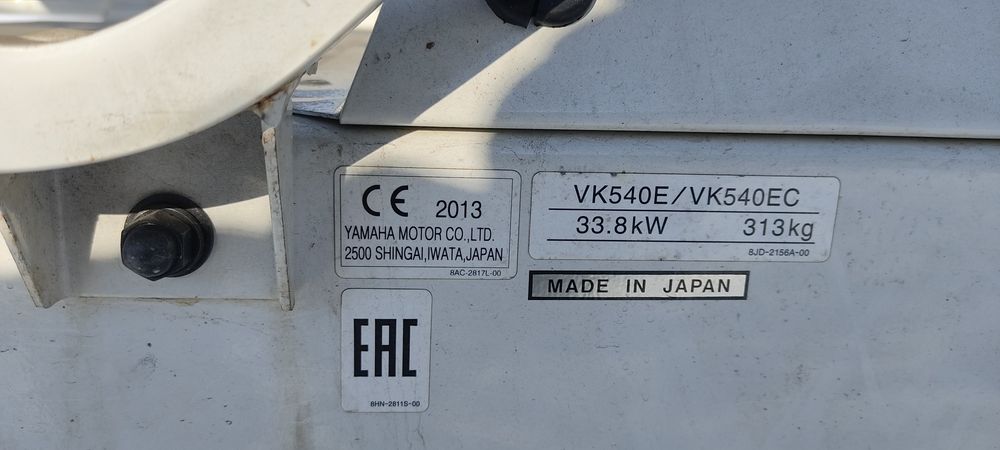 CE 2013
YAMAHA MOTOR CO.,LTD.
2500 SHINGAI,IWATA,JAPAN
8AC-2817L-00
VK540E/VK540EC
33.8kW 313kg
8JD-2156A-00
MADE IN JAPAN
EAC
8HN-2811S-00